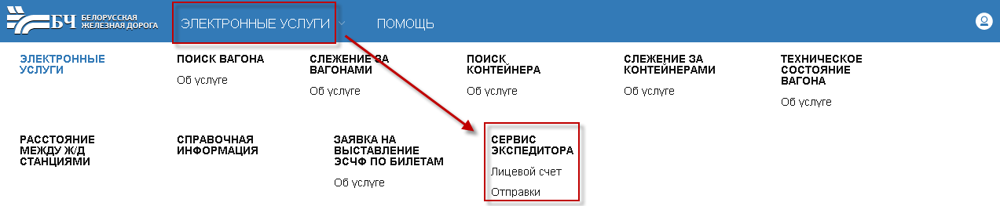 БЧ БЕЛОРУССКАЯ
ЖЕЛЕЗНАЯ ДОРОГА
ЭЛЕКТРОННЫЕ УСЛУГИ
ПОМОЩЬ
ЭЛЕКТРОННЫЕ
УСЛУГИ
ПОИСК ВАГОНА
Об услуге
СЛЕЖЕНИЕ ЗА
ВАГОНАМИ
Об услуге
ПОИСК
КОНТЕЙНЕРА
Об услуге
СЛЕЖЕНИЕ ЗА
КОНТЕЙНЕРАМИ
Об услуге
ТЕХНИЧЕСКОЕ
СОСТОЯНИЕ
ВАГОНА
Об услуге
РАССТОЯНИЕ
МЕЖДУ Ж/Д
СТАНЦИЯМИ
СПРАВОЧНАЯ
ИНФОРМАЦИЯ
ЗАЯВКА НА
ВЫСТАВЛЕНИЕ
ЭСЧФ ПО БИЛЕТАМ
Об услуге
СЕРВИС
ЭКСПЕДИТОРА
Лицевой счет
Отправки